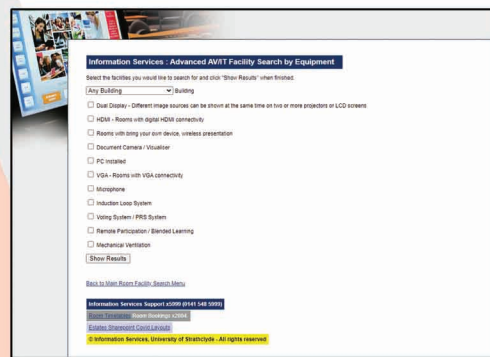 Information Services : Advanced AV/IT Facility Search by Equipment
Select the facilities you would like to search for and click "Show Results" when finished.
Any Building Building
Dual Display - Different image sources can be shown at the same time on two or more projectors or LCD screens
HDMI - Rooms with digital HDMI connectivity
Rooms with bring your own device, wireless presentation
Document Camera / Visualiser
PC Installed
VGA - Rooms with VGA connectivity
Microphone
Induction Loop System
Voting System / PRS System
Remote Participation / Blended Learning
Mechanical Ventilation
Show Results
Back to Main Room Facility Search Menu
Information Services Support x5999 (0141 548 5999)
Room Timetables Room Bookings
Estates Sharepoint Covid Layouts
© Information Services, University of Strathclyde - All rights reserved